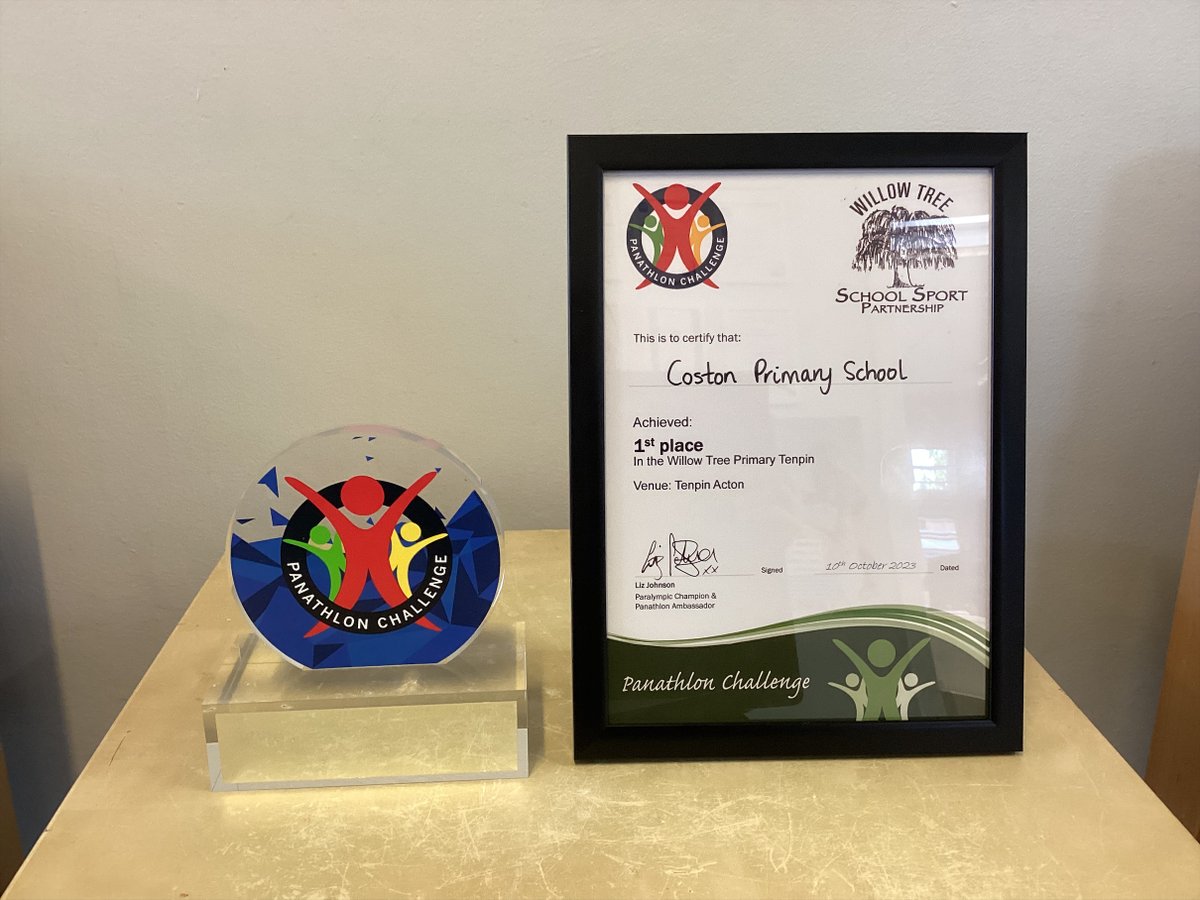 PANATHLON CHALLENGE
PANATHLON CHALLENGE
WILLOW TREE
SCHOOL SPORT
PARTNERSHIP
This is to certify that:
Coston Primary School
Achieved:
1st place
In the Willow Tree Primary Tenpin
Venue: Tenpin Acton
Signed
10th October 2023
Dated
Liz Johnson
Paralympic Champion &
Panathlon Ambassador
Panathlon Challenge